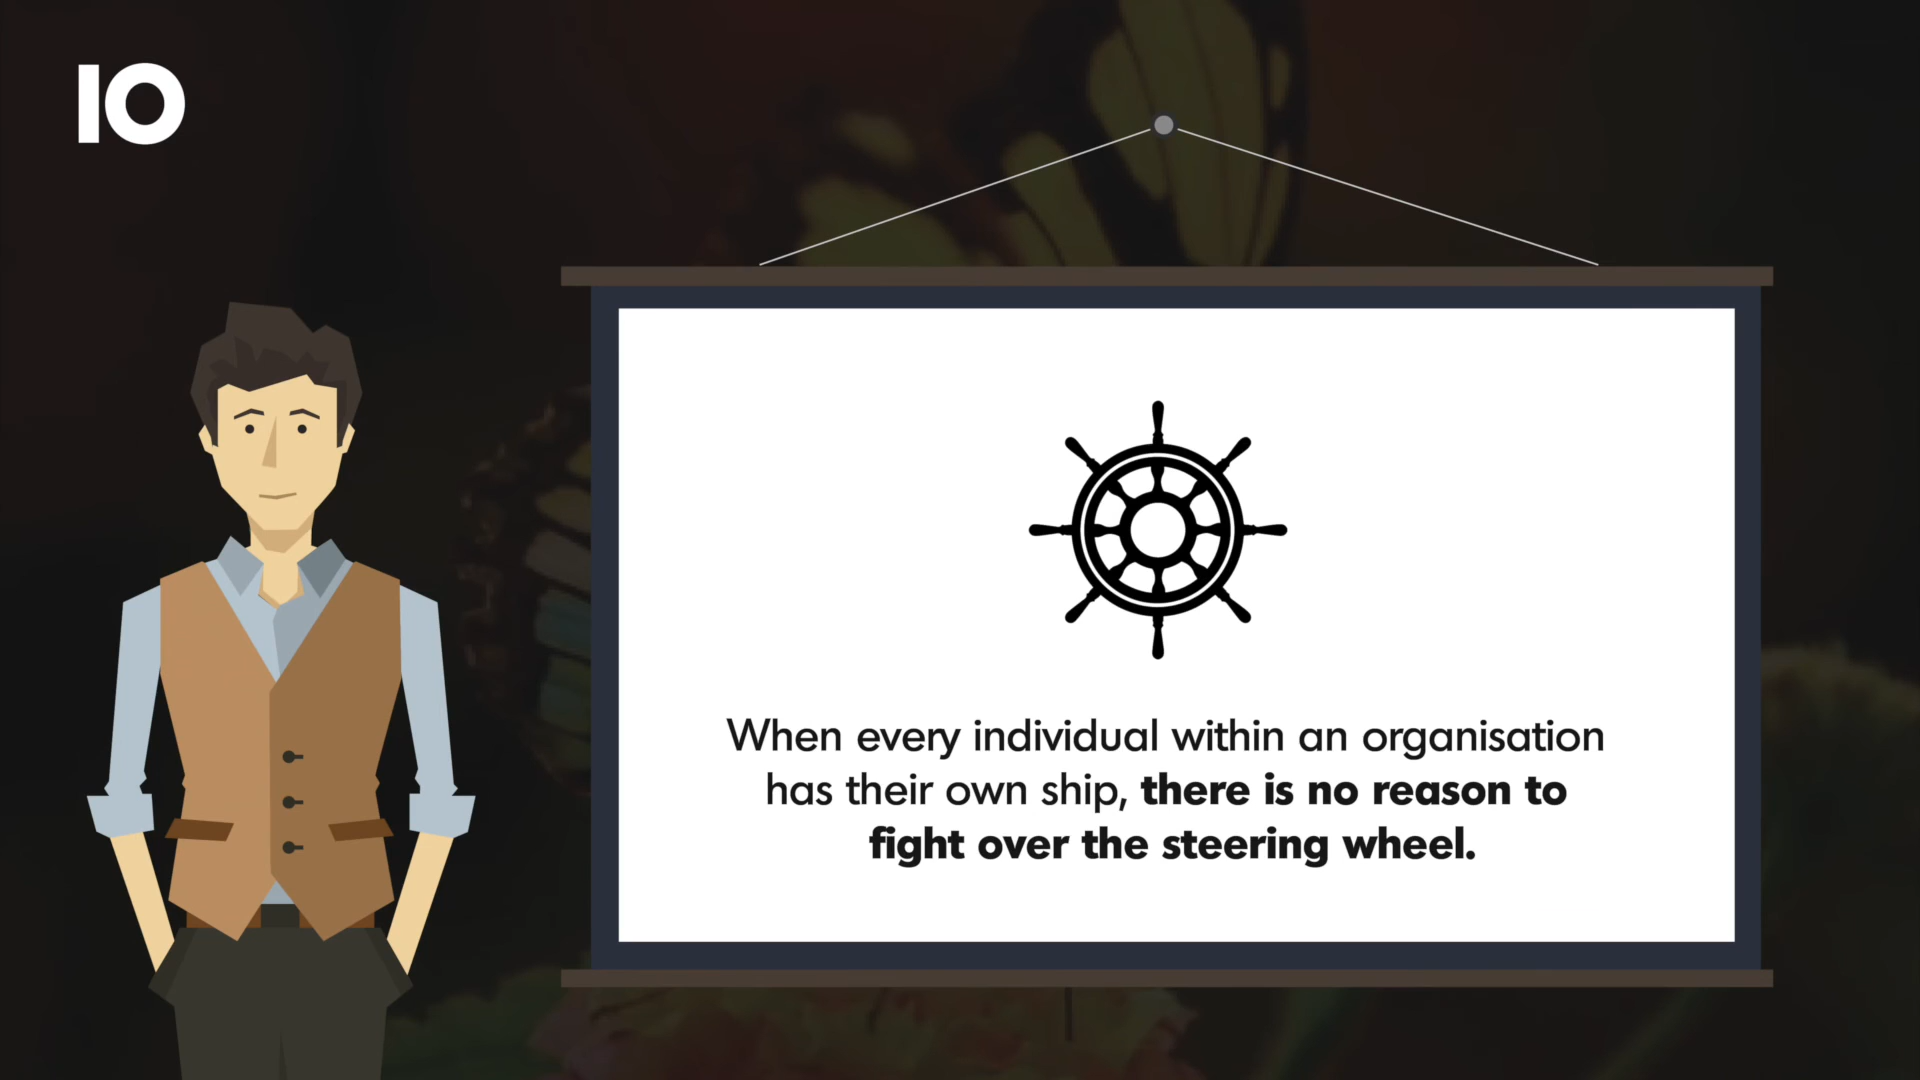 IO
When every individual within an organisation
has their own ship, there is no reason to
fight over the steering wheel.